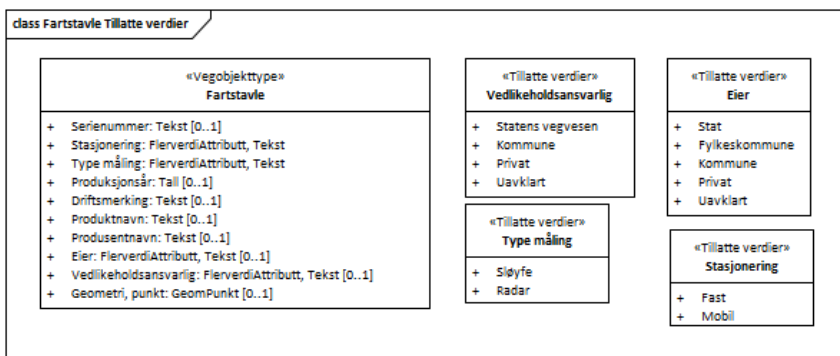 class Fartstavle Tillatte verdier
«Vegobjekttype»
Fartstavle
+ Serienummer: Tekst [0..1]
+ Stasjonering: FlerverdiAttributt, Tekst
+ Type måling: FlerverdiAttributt, Tekst
+ Produksjonsår: Tall [0..1]
+ Driftsmerking: Tekst [0..1]
+ Produktnavn: Tekst [0..1]
+ Produsentnavn: Tekst [0..1]
+ Eier: FlerverdiAttributt, Tekst [0..1]
+ Vedlikeholdsansvarlig: FlerverdiAttributt, Tekst [0..1]
+ Geometri, punkt: GeomPunkt [0..1]
«Tillatte verdier»
Vedlikeholdsansvarlig
+ Statens vegvesen
+ Kommune
+ Privat
+ Uavklart
«Tillatte verdier»
Eier
+ Stat
+ Fylkeskommune
+ Kommune
+ Privat
+ Uavklart
«Tillatte verdier»
Type måling
+ Sløyfe
+ Radar
«Tillatte verdier»
Stasjonering
+ Fast
+ Mobil